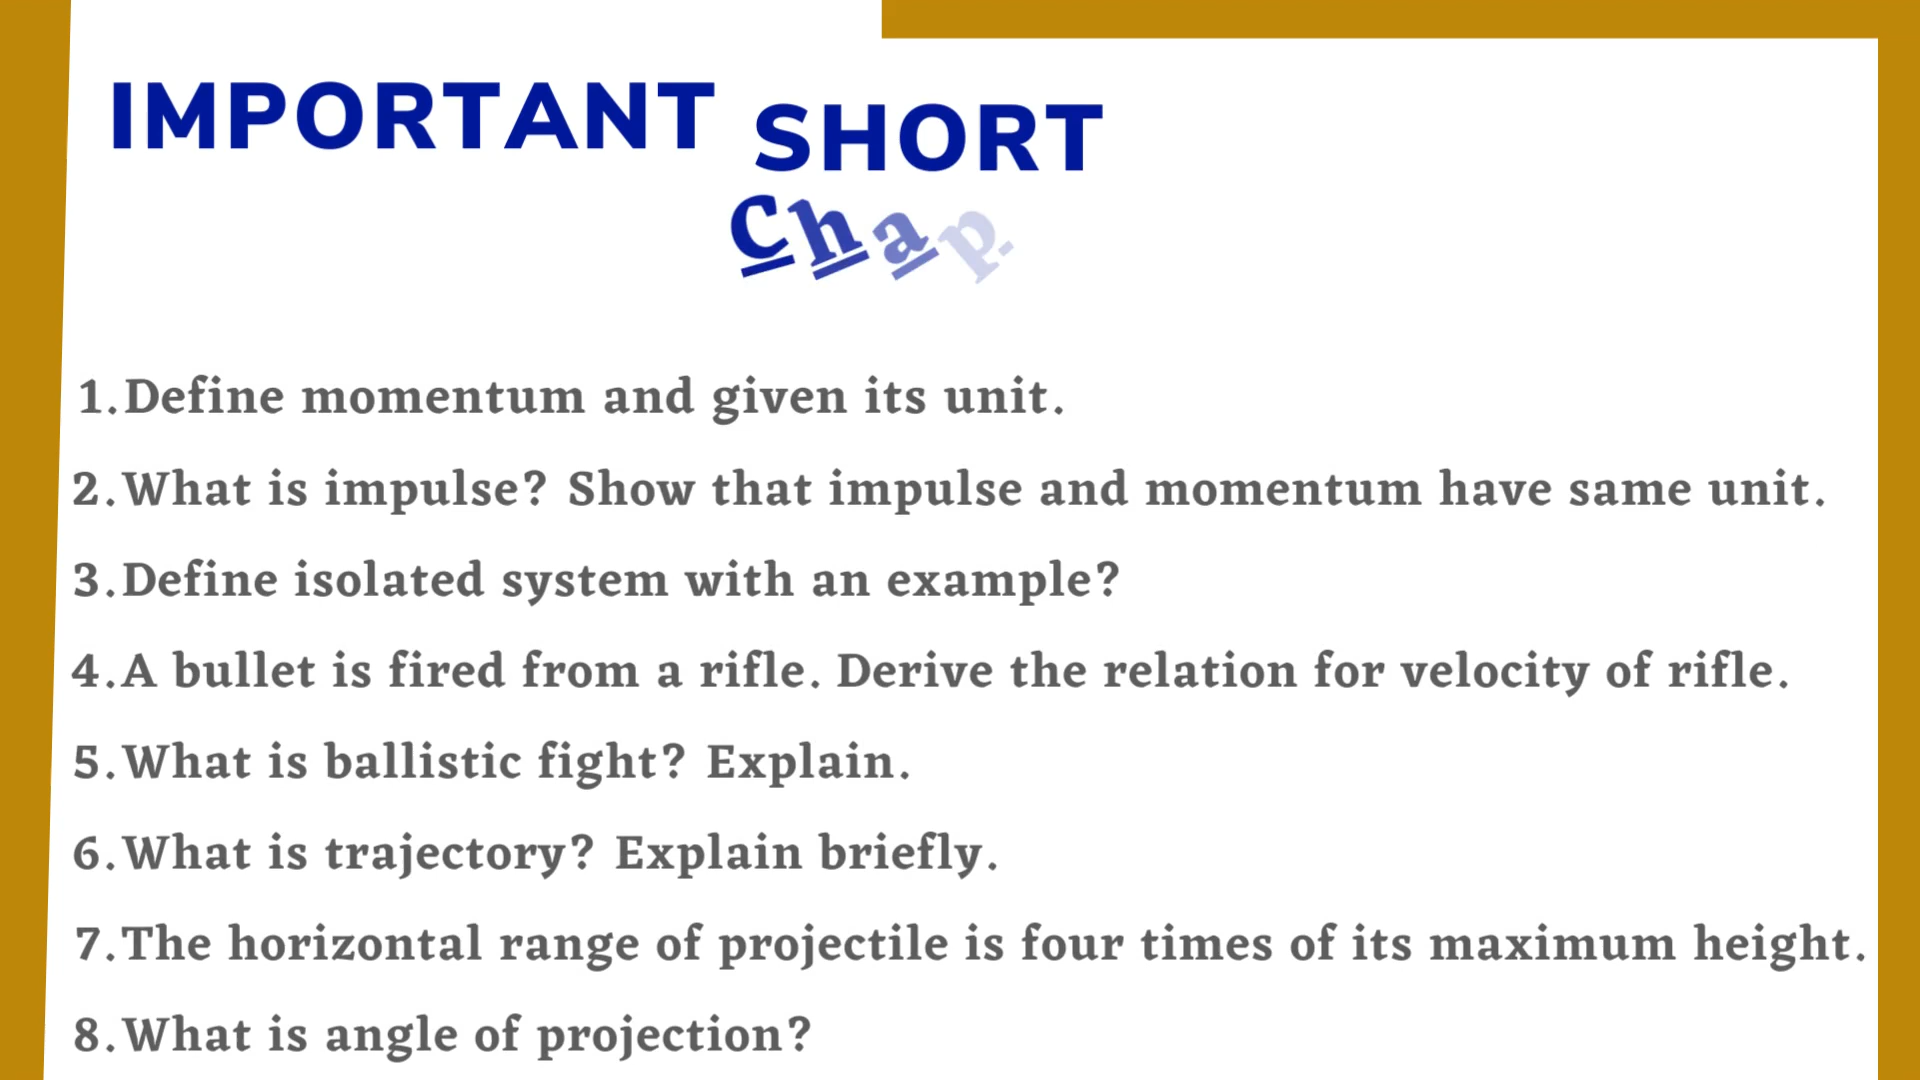 IMPORTANT SHORT
Chap.
1.Define momentum and given its unit.
2.What is impulse? Show that impulse and momentum have same unit.
3.Define isolated system with an example?
4.A bullet is fired from a rifle. Derive the relation for velocity of rifle.
5.What is ballistic fight? Explain.
6.What is trajectory? Explain briefly.
7.The horizontal range of projectile is four times of its maximum height.
8.What is angle of projection?